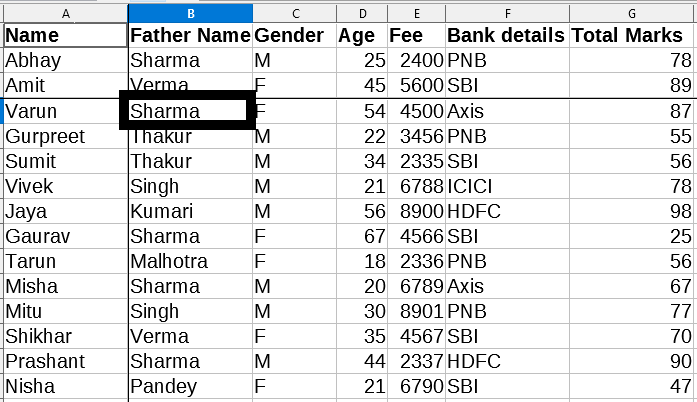 A B C D E F G
Name Father Name Gender Age Fee Bank details Total Marks
Abhay Sharma M 25 2400 PNB 78
Amit Verma F 45 5600 SBI 89
Varun Sharma F 54 4500 Axis 87
Gurpreet Thakur M 22 3456 PNB 55
Sumit Thakur M 34 2335 SBI 56
Vivek Singh M 21 6788 ICICI 78
Jaya Kumari M 56 8900 HDFC 98
Gaurav Sharma F 67 4566 SBI 25
Tarun Malhotra F 18 2336 PNB 56
Misha Sharma M 20 6789 Axis 67
Mitu Singh M 30 8901 PNB 77
Shikhar Verma F 35 4567 SBI 70
Prashant Sharma M 44 2337 HDFC 90
Nisha Pandey F 21 6790 SBI 47